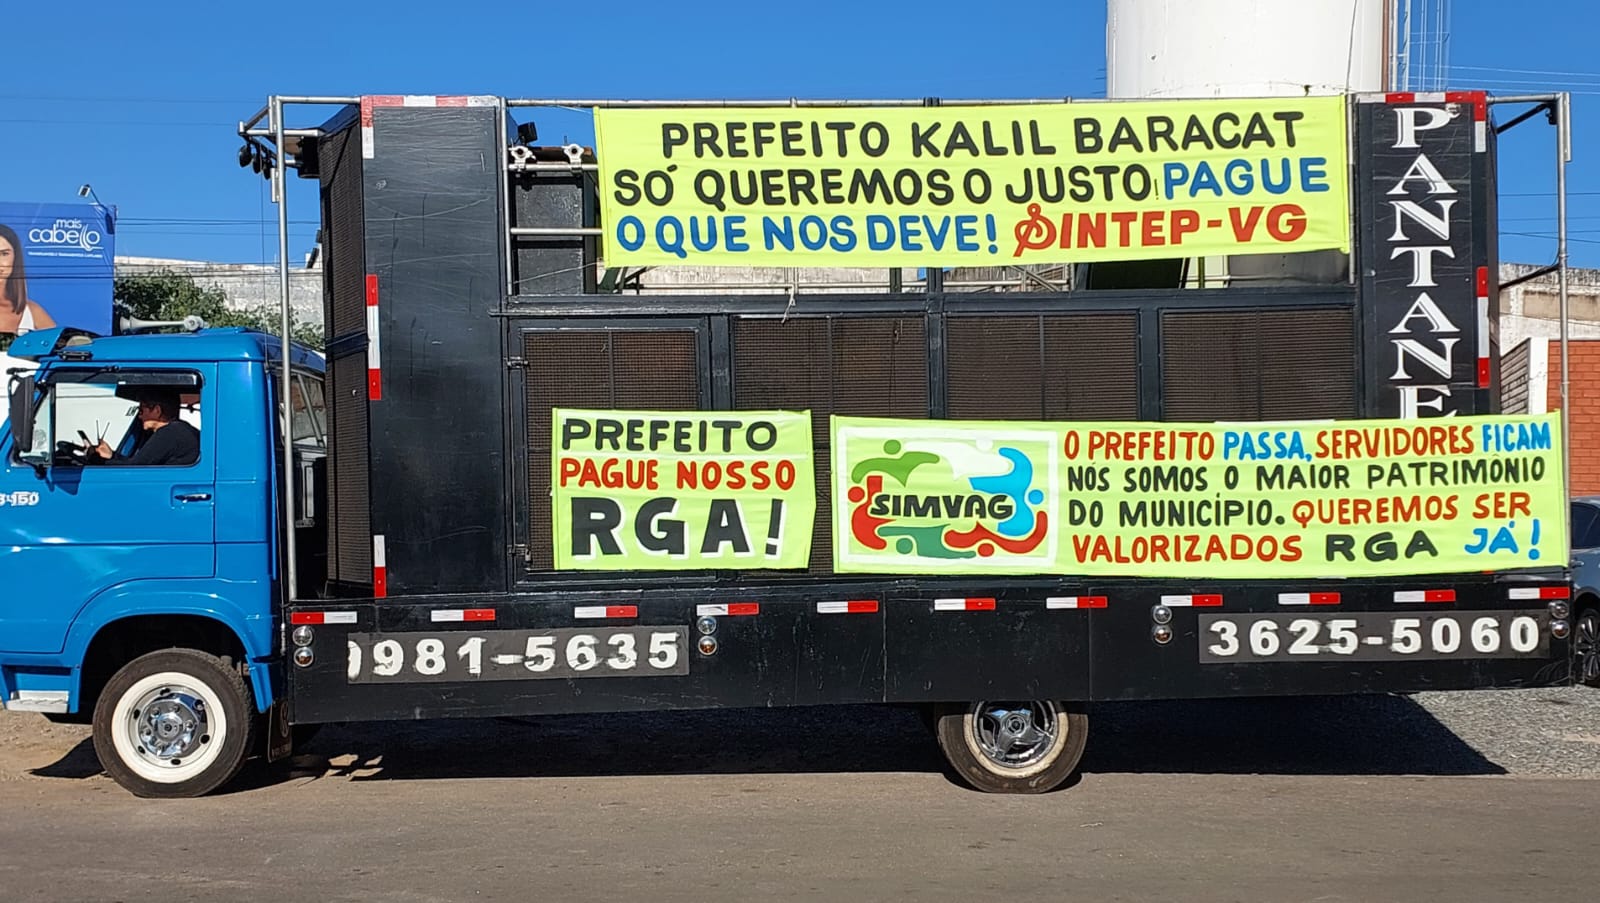 mais
cabello
PREFEITO KALIL BARACAT
SÓ QUEREMOS O JUSTO! PAGUE
O QUE NOS DEVE! SINTEP-VG
PANTANE
PREFEITO
PAGUE NOSSO
RGA!
SIMVAG
O PREFEITO PASSA, SERVIDORES FICAM
NÓS SOMOS O MAIOR PATRIMÔNIO
DO MUNICÍPIO. QUEREMOS SER
VALORIZADOS RGA JÁ!
981-5635
3625-5060